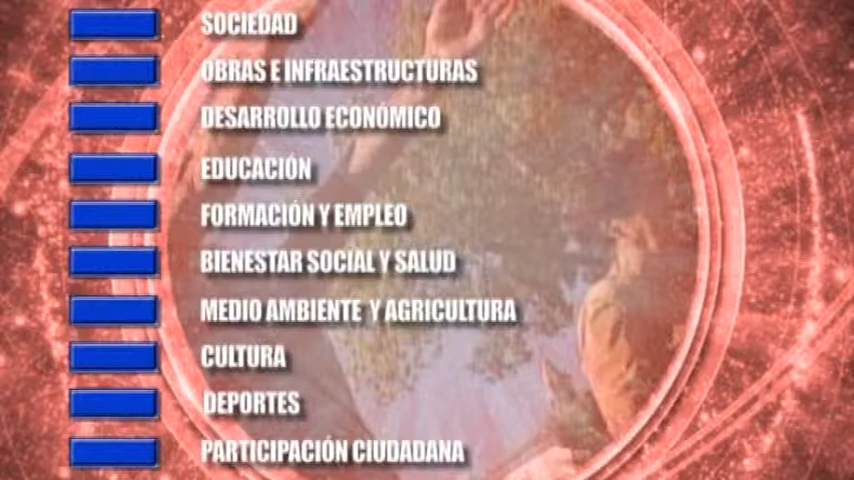 SOCIEDAD
OBRAS E INFRAESTRUCTURAS
DESARROLLO ECONÓMICO
EDUCACIÓN
FORMACIÓN Y EMPLEO
BIENESTAR SOCIAL Y SALUD
MEDIO AMBIENTE Y AGRICULTURA
CULTURA
DEPORTES
PARTICIPACIÓN CIUDADANA